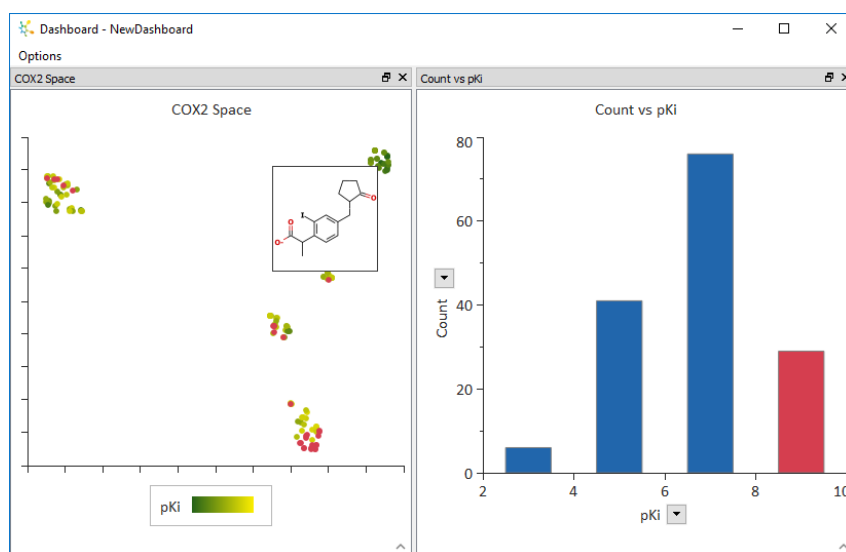 Dashboard - NewDashboard
Options
COX2 Space
Count vs pKi
COX2 Space
I
O
O
O-
pKi
Count vs pKi
80
60
40
20
0
Count
2
4
6
8
10
pKi